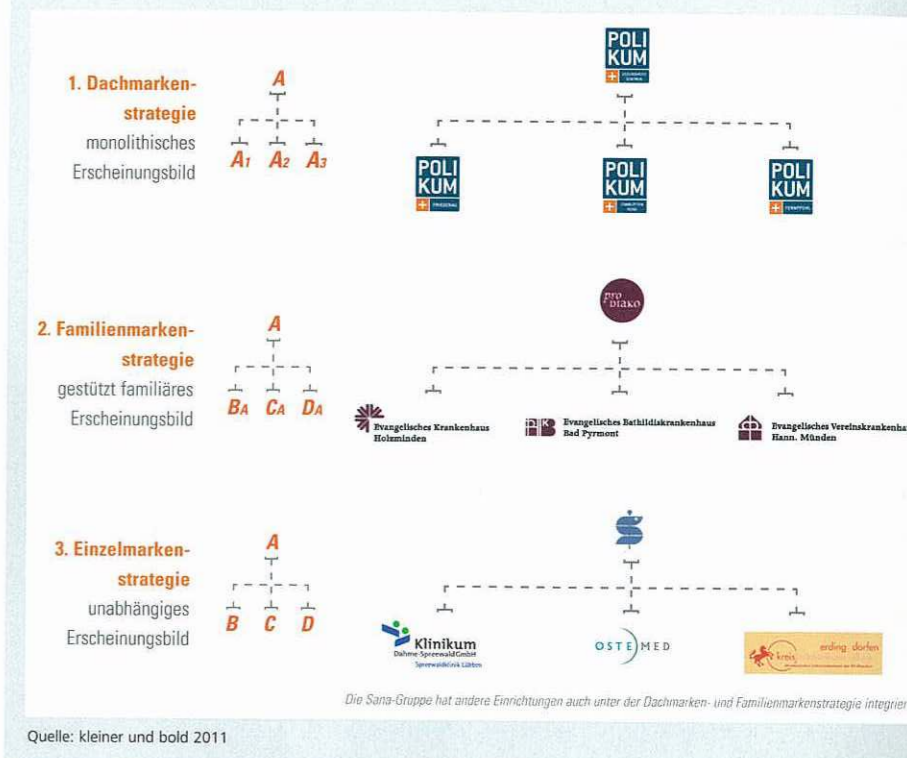 1. Dachmarken-
strategie
monolithisches
Erscheinungsbild
A
A1 A2 A3
POLI
KUM
POLI
KUM
POLI
KUM
POLI
KUM
2. Familienmarken-
strategie
gestützt familiäres
Erscheinungsbild
A
BA CA DA
pro
DIAKO
Evangelisches Krankenhaus
Holzminden
Evangelisches Bathildiskrankenhaus
Bad Pyrmont
Evangelisches Vereinskrankenha
Hann. Münden
3. Einzelmarken-
strategie
unabhängiges
Erscheinungsbild
A
B C D
Klinikum
Dahme-Spreewald GmbH
Spreewaldklinik Lübben
OSTEMED
erding dorfen
kreis
Die Sana-Gruppe hat andere Einrichtungen auch unter der Dachmarken- und Familienmarkenstrategie integrier
Quelle: kleiner und bold 2011